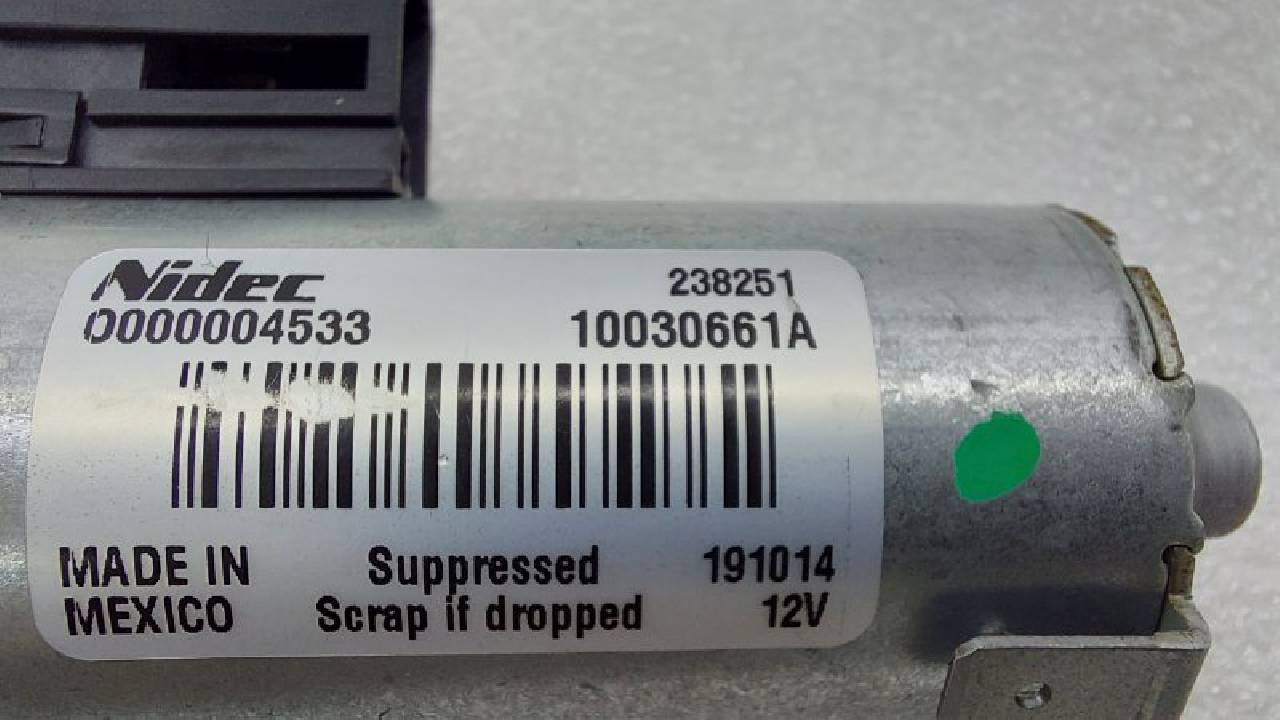 Nidec 238251
0000004533 10030661A
MADE IN Suppressed 191014
MEXICO Scrap if dropped 12V